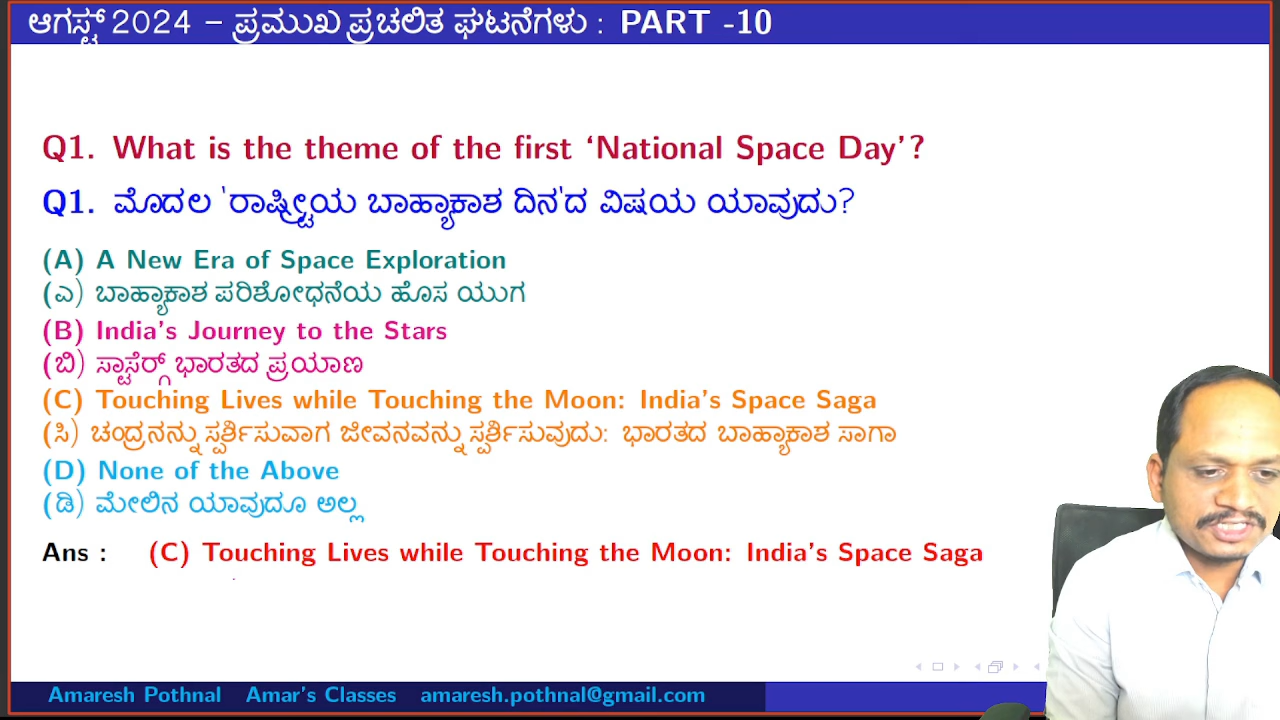 ಆಗಸ್ಟ್ 2024 – ಪ್ರಮುಖ ಪ್ರಚಲಿತ ಘಟನೆಗಳು : PART -10
Q1. What is the theme of the first ‘National Space Day’?
Q1. ಮೊದಲ 'ರಾಷ್ಟ್ರೀಯ ಬಾಹ್ಯಾಕಾಶ ದಿನ'ದ ವಿಷಯ ಯಾವುದು?
(A) A New Era of Space Exploration
(ಎ) ಬಾಹ್ಯಾಕಾಶ ಪರಿಶೋಧನೆಯ ಹೊಸ ಯುಗ
(B) India’s Journey to the Stars
(ಬಿ) ಸ್ಟಾರ್ಸ್ಗೆ ಭಾರತದ ಪ್ರಯಾಣ
(C) Touching Lives while Touching the Moon: India’s Space Saga
(ಸಿ) ಚಂದ್ರನನ್ನು ಸ್ಪರ್ಶಿಸುವಾಗ ಜೀವನವನ್ನು ಸ್ಪರ್ಶಿಸುವುದು: ಭಾರತದ ಬಾಹ್ಯಾಕಾಶ ಸಾಗಾ
(D) None of the Above
(ಡಿ) ಮೇಲಿನ ಯಾವುದೂ ಅಲ್ಲ
Ans : (C) Touching Lives while Touching the Moon: India’s Space Saga
Amaresh Pothnal Amar’s Classes amaresh.pothnal@gmail.com